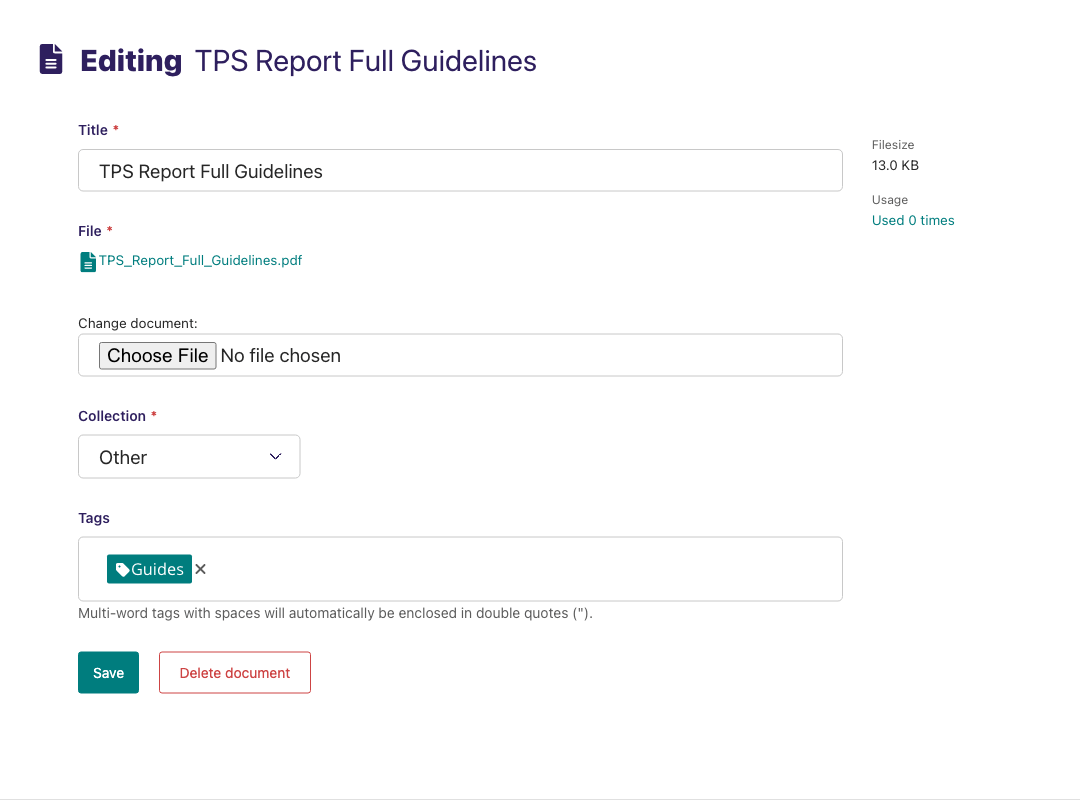 Editing TPS Report Full Guidelines
Title *
TPS Report Full Guidelines
Filesize
13.0 KB
Usage
Used 0 times
File *
TPS_Report_Full_Guidelines.pdf
Change document:
Choose File No file chosen
Collection *
Other
Tags
Guides ×
Multi-word tags with spaces will automatically be enclosed in double quotes (").
Save Delete document